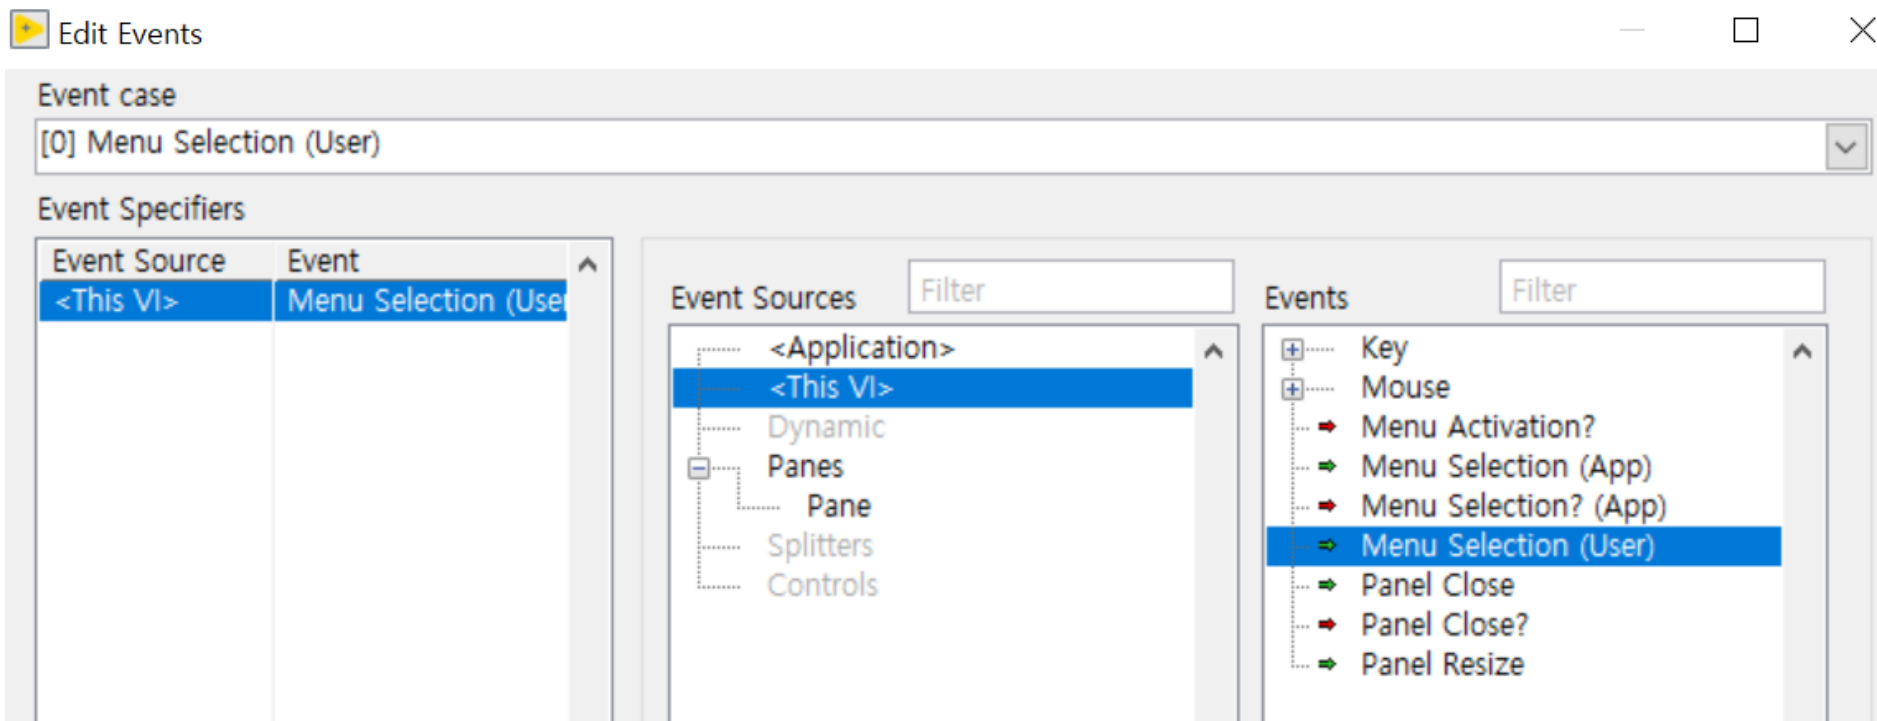 Edit Events
Event case
[0] Menu Selection (User)
Event Specifiers
Event Source Event
<This VI> Menu Selection (User
Event Sources Filter
<Application>
<This VI>
Dynamic
Panes
Pane
Splitters
Controls
Events Filter
Key
Mouse
Menu Activation?
Menu Selection (App)
Menu Selection? (App)
Menu Selection (User)
Panel Close
Panel Close?
Panel Resize